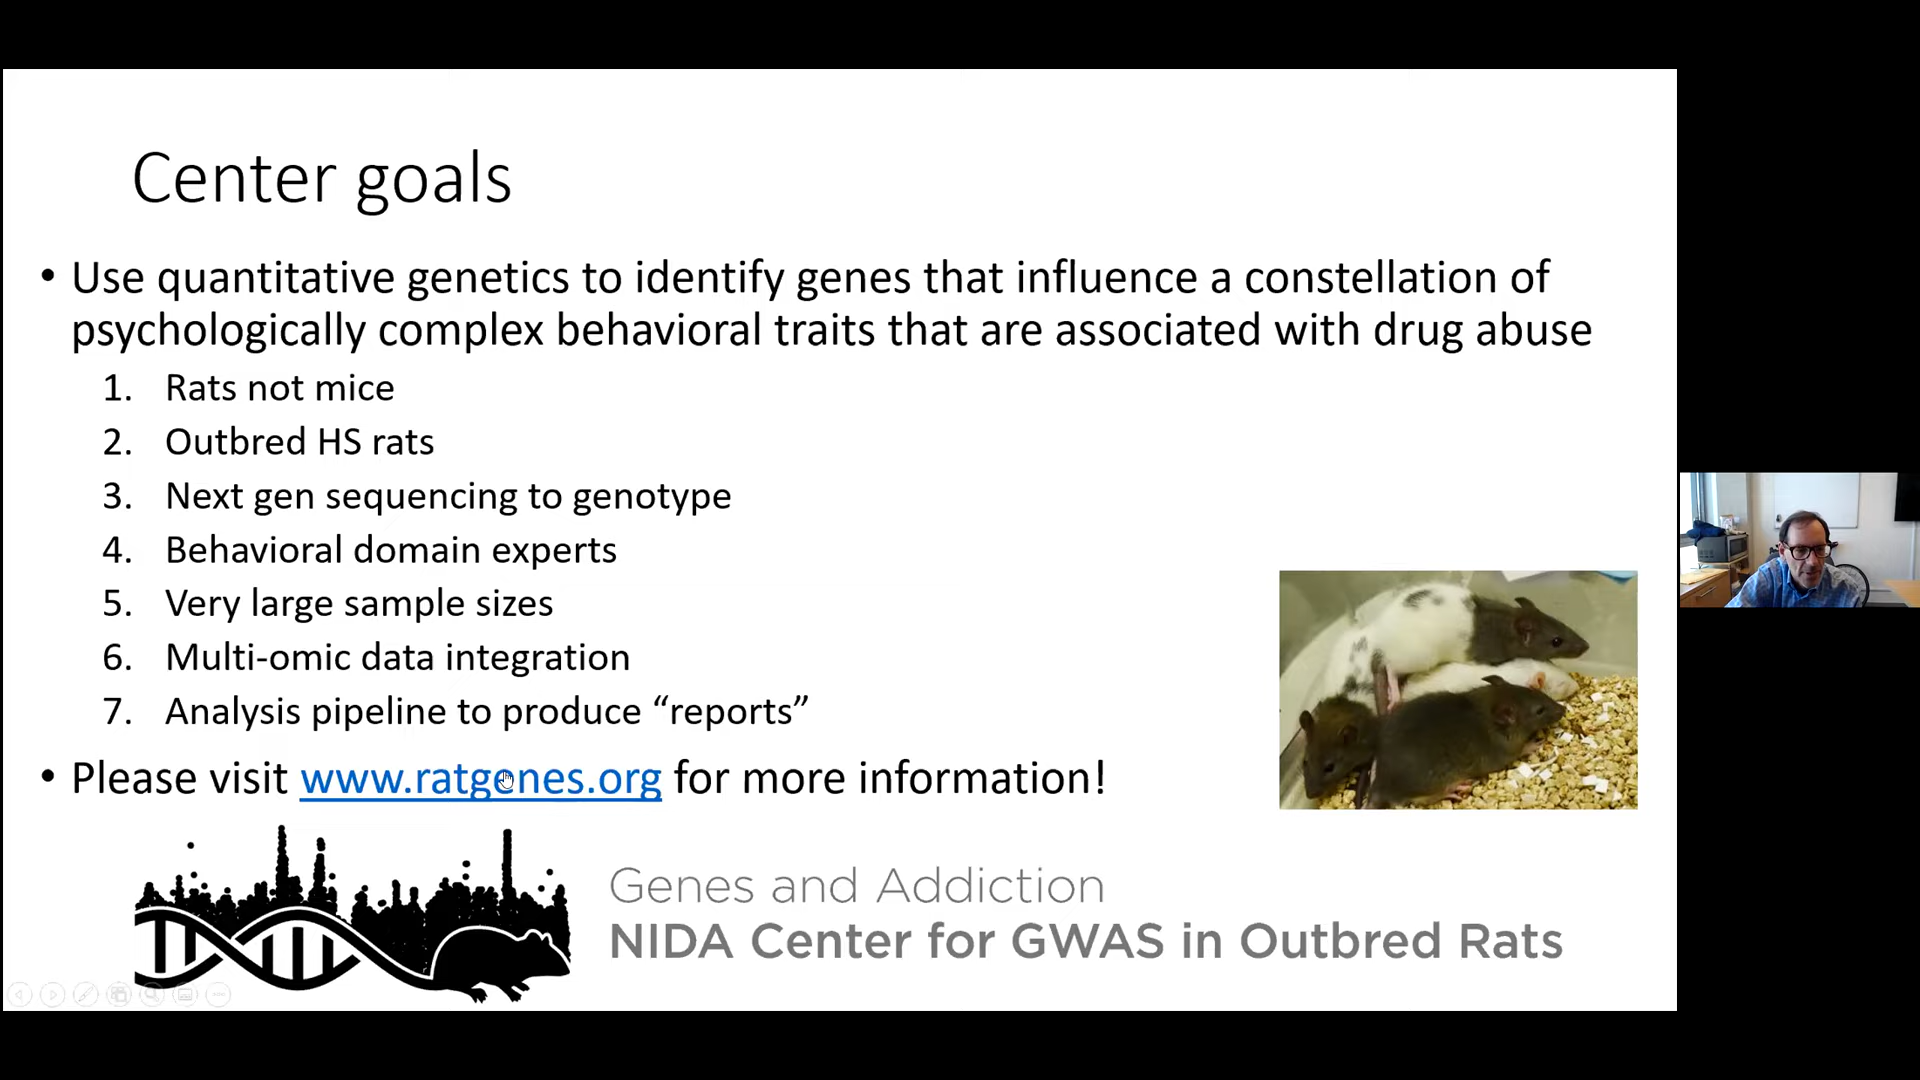 Center goals
• Use quantitative genetics to identify genes that influence a constellation of
psychologically complex behavioral traits that are associated with drug abuse
1. Rats not mice
2. Outbred HS rats
3. Next gen sequencing to genotype
4. Behavioral domain experts
5. Very large sample sizes
6. Multi-omic data integration
7. Analysis pipeline to produce “reports”
• Please visit www.ratgenes.org for more information!
Genes and Addiction
NIDA Center for GWAS in Outbred Rats